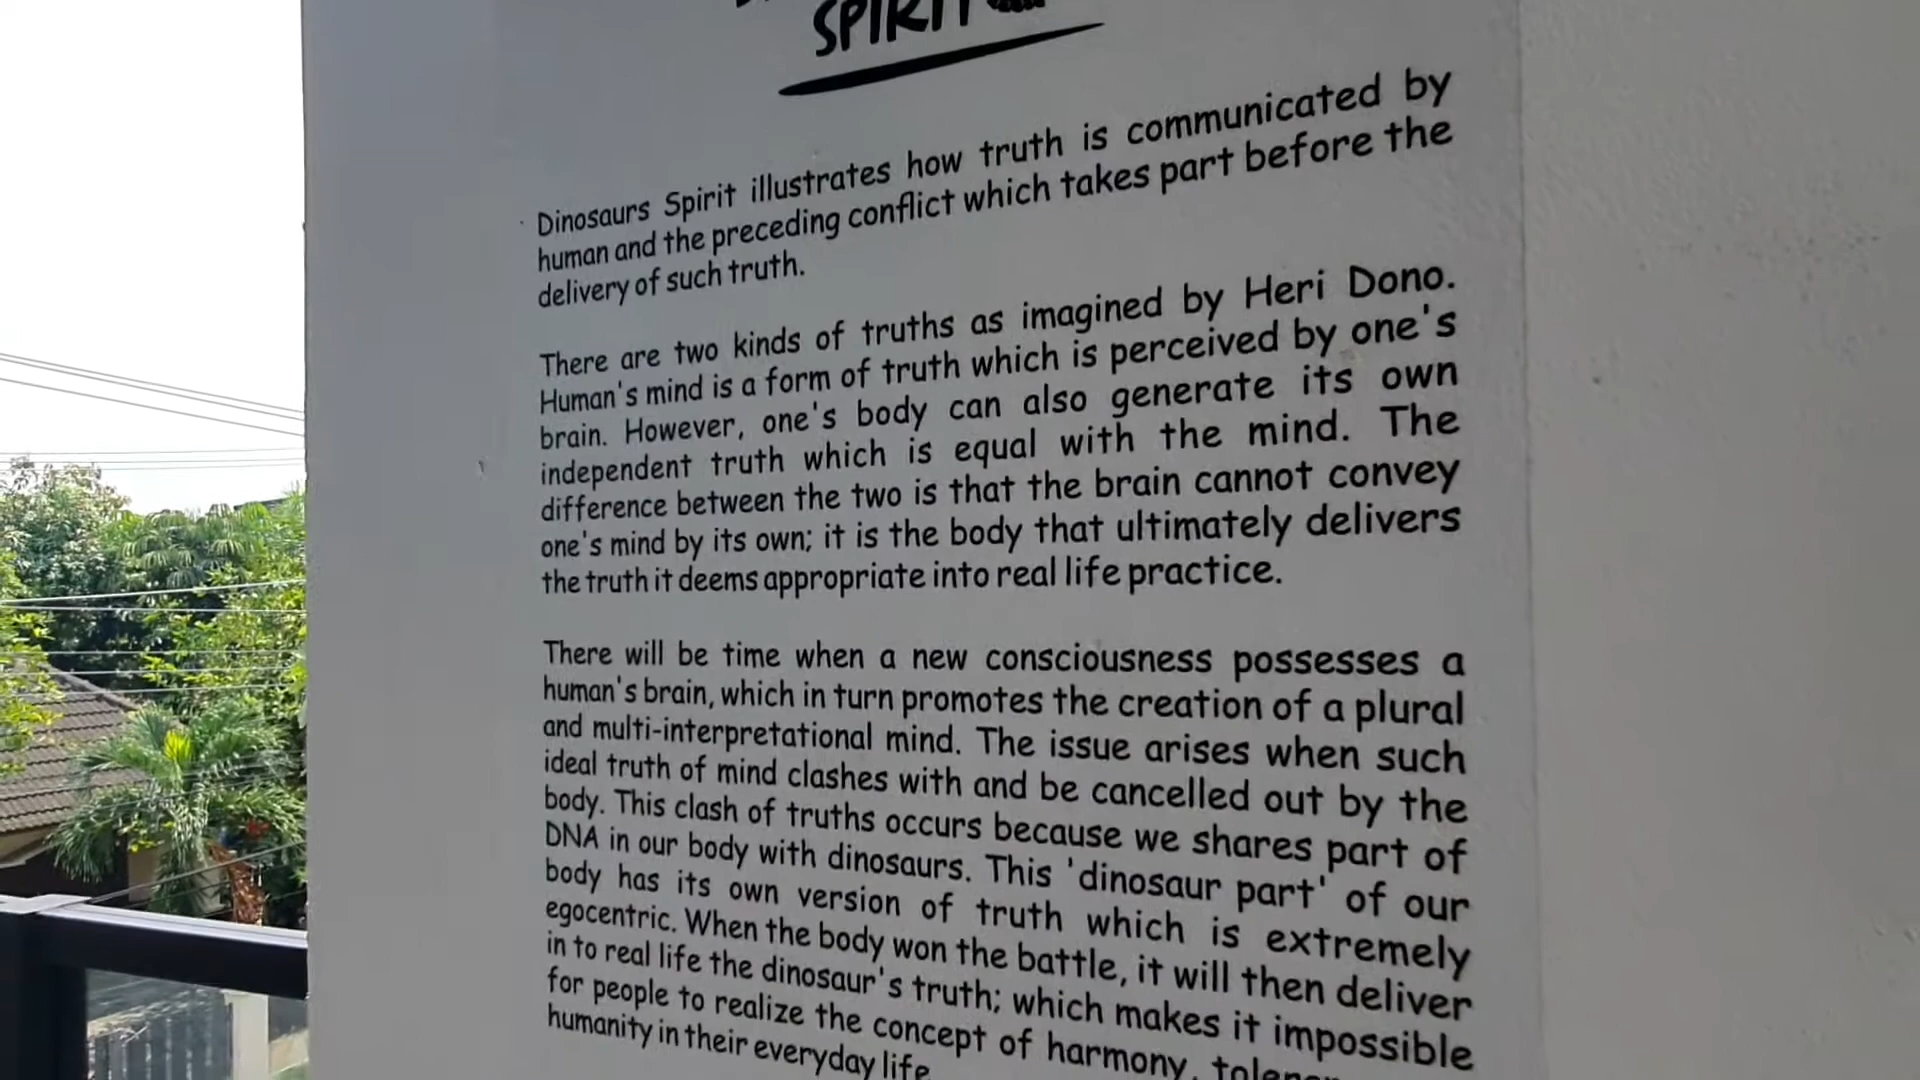 SPIRIT
Dinosaurs Spirit illustrates how truth is communicated by
human and the preceding conflict which takes part before the
delivery of such truth.
There are two kinds of truths as imagined by Heri Dono.
Human's mind is a form of truth which is perceived by one's
brain. However, one's body can also generate its own
independent truth which is equal with the mind. The
difference between the two is that the brain cannot convey
one's mind by its own; it is the body that ultimately delivers
the truth it deems appropriate into real life practice.
There will be time when a new consciousness possesses a
human's brain, which in turn promotes the creation of a plural
and multi-interpretational mind. The issue arises when such
ideal truth of mind clashes with and be cancelled out by the
body. This clash of truths occurs because we shares part of
DNA in our body with dinosaurs. This 'dinosaur part' of our
body has its own version of truth which is extremely
egocentric. When the body won the battle, it will then deliver
in to real life the dinosaur's truth; which makes it impossible
for people to realize the concept of harmony,
humanity in their everyday life.